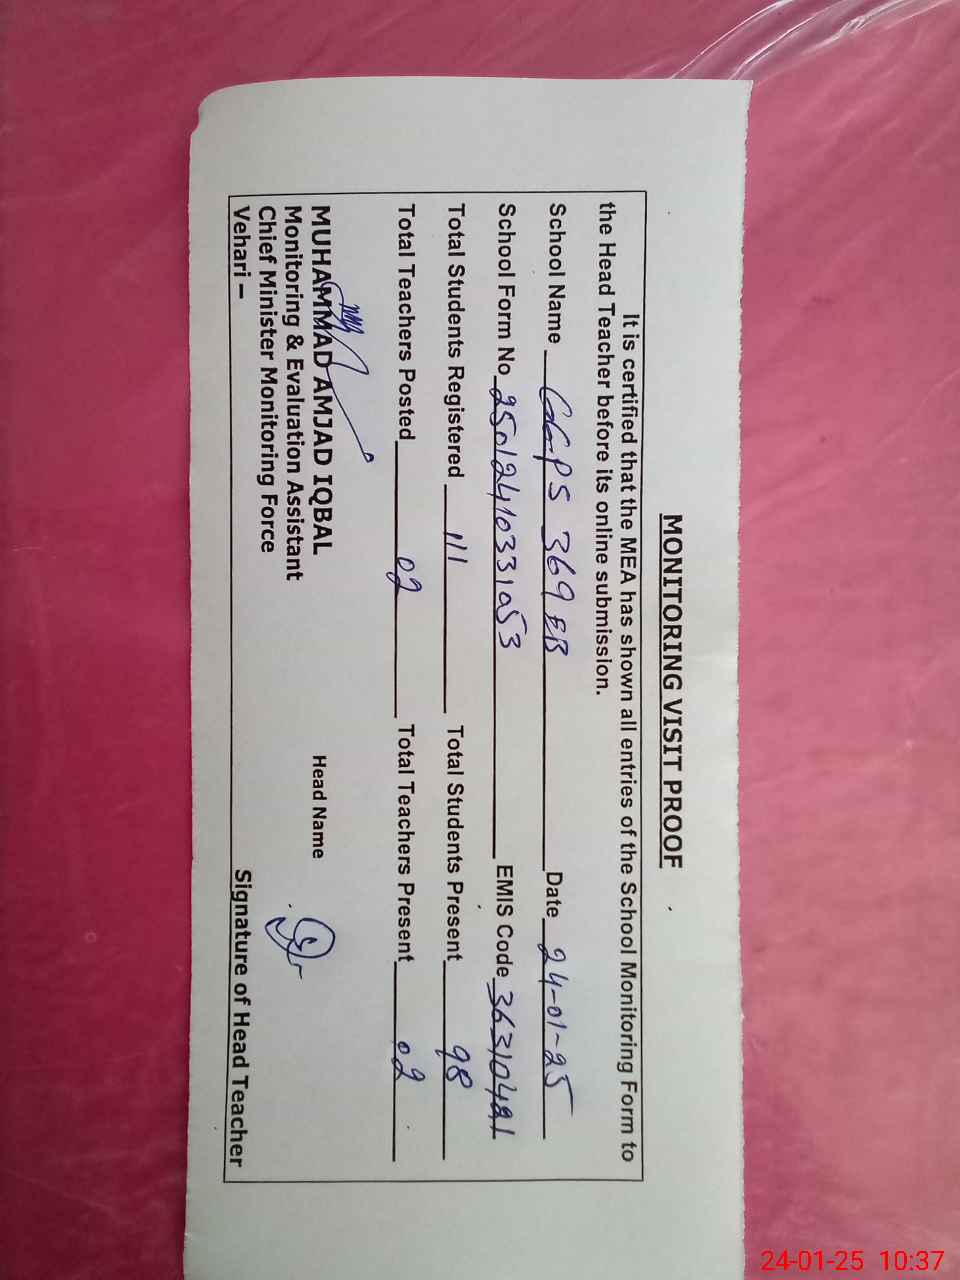 MONITORING VISIT PROOF
It is certified that the MEA has shown all entries of the School Monitoring Form to
the Head Teacher before its online submission.
School Name GGPS 369 EB Date 24-01-25
School Form No 25012410331053 EMIS Code 36310481
Total Students Registered 111 Total Students Present 98
Total Teachers Posted 02 Total Teachers Present 02
MUHAMMAD AMJAD IQBAL Head Name
Monitoring & Evaluation Assistant
Chief Minister Monitoring Force
Vehari – Signature of Head Teacher
24-01-25 10:37